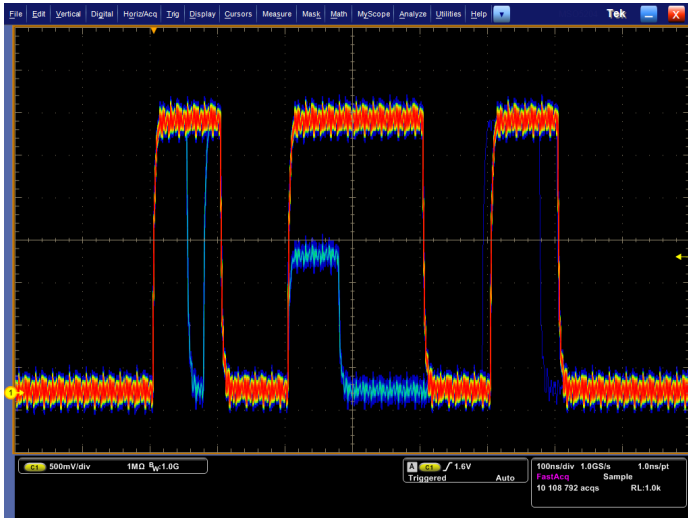 File Edit Vertical Digital Horiz/Acq Trig Display Cursors Measure Mask Math MyScope Analyze Utilities Help Tek X
1
C1 500mV/div 1MΩ BW:1.0G
A C1 1.6V
Triggered Auto
100ns/div 1.0GS/s 1.0ns/pt
FastAcq Sample
10 108 792 acqs RL:1.0k